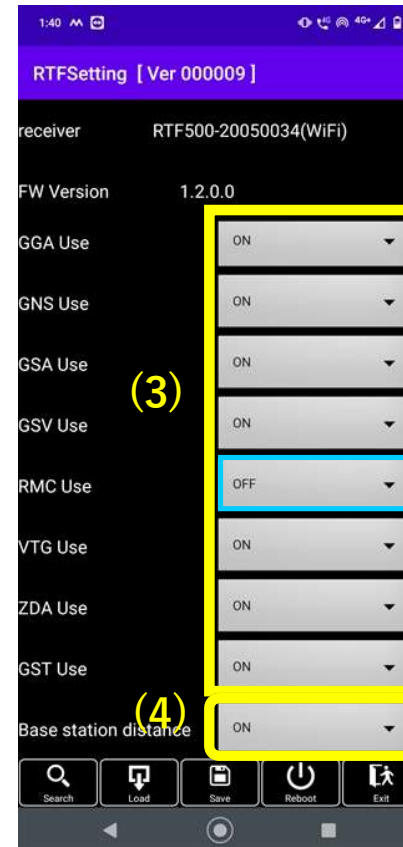 1:40 4G+
RTFSetting [ Ver 000009 ]
receiver RTF500-20050034(WiFi)
FW Version 1.2.0.0
GGA Use ON
GNS Use ON
GSA Use ON
(3)
GSV Use ON
RMC Use OFF
VTG Use ON
ZDA Use ON
GST Use ON
(4)
Base station distance ON
Search Load Save Reboot Exit